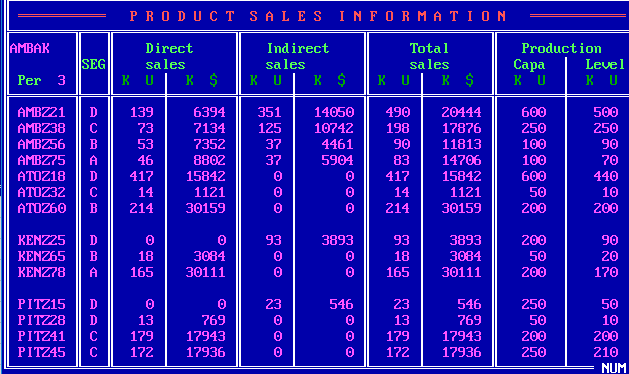 PRODUCT SALES INFORMATION
AMBAK Direct Indirect Total Production
SEG sales sales sales Capa Level
Per 3 K U K $ K U K $ K U K $ K U K U
AMBZ21 D 139 6394 351 14050 490 20444 600 500
AMBZ38 C 73 7134 125 10742 198 17876 250 250
AMBZ56 B 53 7352 37 4461 90 11813 100 90
AMBZ75 A 46 8802 37 5904 83 14706 100 70
ATOZ18 D 417 15842 0 0 417 15842 600 440
ATOZ32 C 14 1121 0 0 14 1121 50 10
ATOZ60 B 214 30159 0 0 214 30159 200 200
KENZ25 D 0 0 93 3893 93 3893 200 90
KENZ65 B 18 3084 0 0 18 3084 50 20
KENZ78 A 165 30111 0 0 165 30111 200 170
PITZ15 D 0 0 23 546 23 546 250 50
PITZ28 D 13 769 0 0 13 769 50 10
PITZ41 C 179 17943 0 0 179 17943 200 200
PITZ45 C 172 17936 0 0 172 17936 250 210
NUM